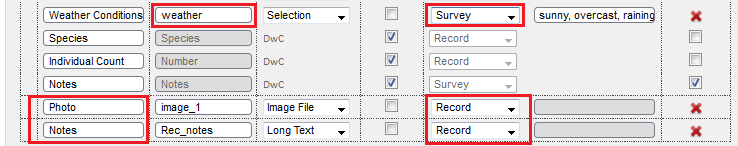 Weather Conditions weather Selection Survey sunny, overcast, raining
Species Species DwC Record
Individual Count Number DwC Record
Notes Notes DwC Survey
Photo image_1 Image File Record
Notes Rec_notes Long Text Record